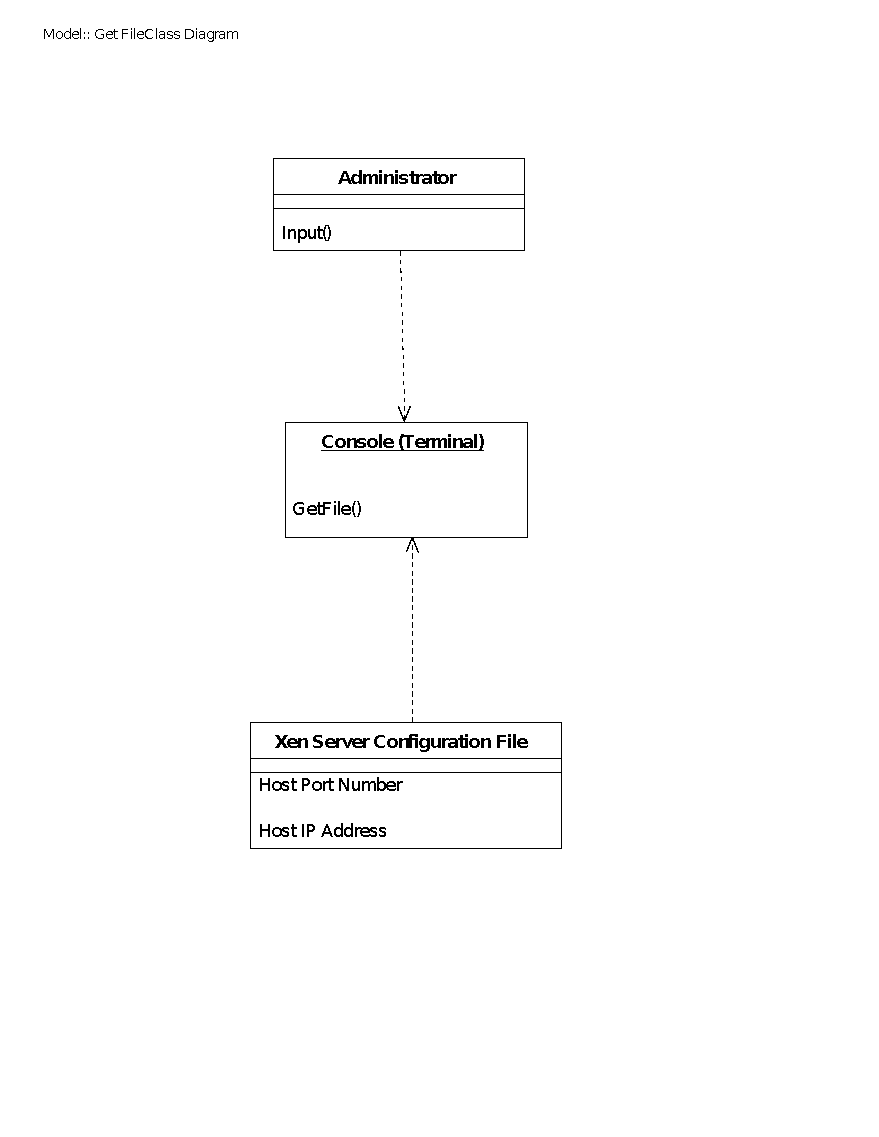 Model:: Get FileClass Diagram
Administrator
Input()
Console (Terminal)
GetFile()
Xen Server Configuration File
Host Port Number
Host IP Address